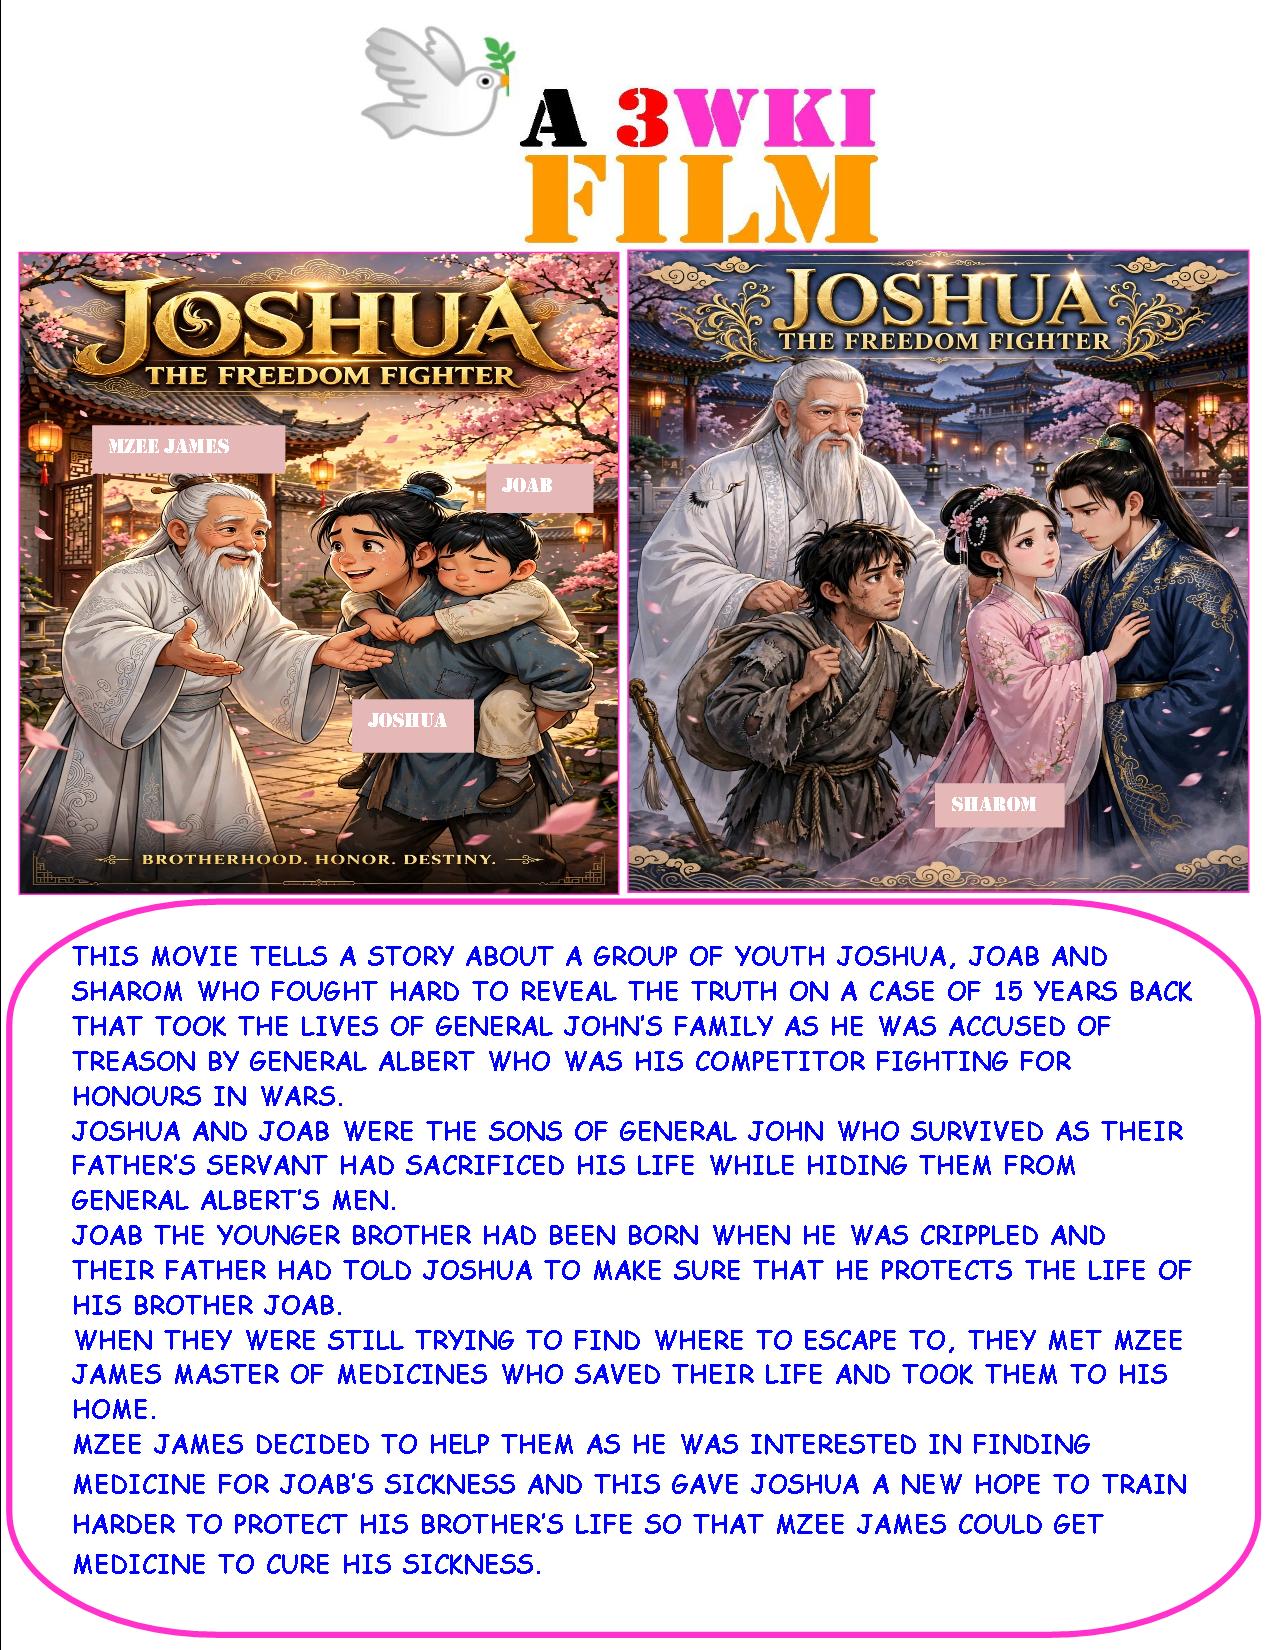 A 3WKI
FILM
JOSHUA
THE FREEDOM FIGHTER
MZEE JAMES
JOAB
JOSHUA
BROTHERHOOD. HONOR. DESTINY.
JOSHUA
THE FREEDOM FIGHTER
SHAROM
THIS MOVIE TELLS A STORY ABOUT A GROUP OF YOUTH JOSHUA, JOAB AND
SHAROM WHO FOUGHT HARD TO REVEAL THE TRUTH ON A CASE OF 15 YEARS BACK
THAT TOOK THE LIVES OF GENERAL JOHN'S FAMILY AS HE WAS ACCUSED OF
TREASON BY GENERAL ALBERT WHO WAS HIS COMPETITOR FIGHTING FOR
HONOURS IN WARS.
JOSHUA AND JOAB WERE THE SONS OF GENERAL JOHN WHO SURVIVED AS THEIR
FATHER'S SERVANT HAD SACRIFICED HIS LIFE WHILE HIDING THEM FROM
GENERAL ALBERT'S MEN.
JOAB THE YOUNGER BROTHER HAD BEEN BORN WHEN HE WAS CRIPPLED AND
THEIR FATHER HAD TOLD JOSHUA TO MAKE SURE THAT HE PROTECTS THE LIFE OF
HIS BROTHER JOAB.
WHEN THEY WERE STILL TRYING TO FIND WHERE TO ESCAPE TO, THEY MET MZEE
JAMES MASTER OF MEDICINES WHO SAVED THEIR LIFE AND TOOK THEM TO HIS
HOME.
MZEE JAMES DECIDED TO HELP THEM AS HE WAS INTERESTED IN FINDING
MEDICINE FOR JOAB'S SICKNESS AND THIS GAVE JOSHUA A NEW HOPE TO TRAIN
HARDER TO PROTECT HIS BROTHER'S LIFE SO THAT MZEE JAMES COULD GET
MEDICINE TO CURE HIS SICKNESS.